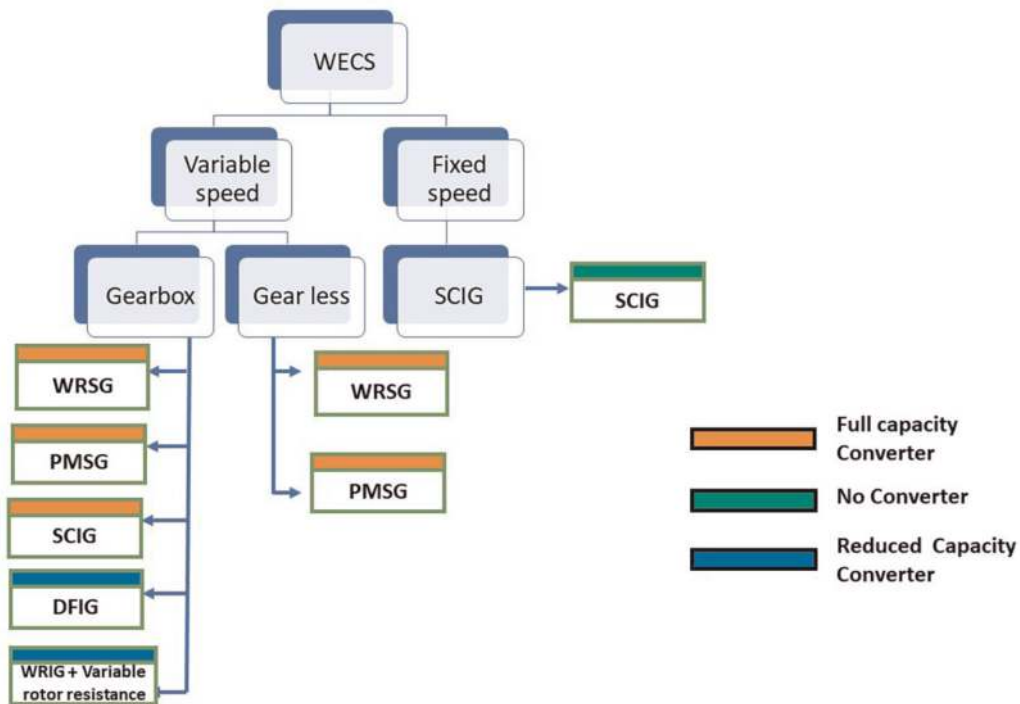 WECS
Variable
speed
Fixed
speed
Gearbox
Gear less
SCIG
SCIG
WRSG
PMSG
SCIG
DFIG
WRIG + Variable
rotor resistance
WRSG
PMSG
Full capacity
Converter
No Converter
Reduced Capacity
Converter